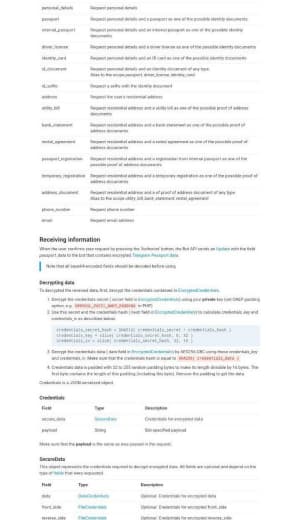 personal_details Request personal details
passport Request personal details and a passport as one of the possible identity documents
internal_passport Request personal details and an internal passport as one of the possible identity
documents
driver_license Request personal details and a driver license as one of the possible identity documents
identity_card Request personal details and an ID card as one of the possible identity documents
id_document Request personal details and an identity document of any type
Alias to the scope passport, driver_license, identity_card
id_selfie Request a selfie with the identity document
address Request the user's residential address
utility_bill Request residential address and a utility bill as one of the possible proof of address
documents
bank_statement Request residential address and a bank statement as one of the possible proof of
address documents
rental_agreement Request residential address and a rental agreement as one of the possible proof of
address documents
passport_registration Request residential address and a registration from internal passport as one of the
possible proof of address documents
temporary_registration Request residential address and a temporary registration as one of the possible proof of
address documents
address_document Request residential address and a of proof of address document of any type
Alias to the scope utility_bill, bank_statement, rental_agreement
phone_number Request phone number
email Request email address
Receiving information
When the user confirms your request by pressing the 'Authorize' button, the Bot API sends an Update with the field
passport_data to the bot that contains encrypted Telegram Passport data.
Note that all base64-encoded fields should be decoded before using.
Decrypting data
To decrypted the received data, first, decrypt the credentials contained in EncryptedCredentials.
1. Decrypt the credentials secret ( secret field in EncryptedCredentials) using your private key (set OAEP padding
option, e.g. OPENSSL_PKCS1_OAEP_PADDING in PHP)
2. Use this secret and the credentials hash ( hash field in EncryptedCredentials) to calculate credentials_key and
credentials_iv as described below:
credentials_secret_hash = SHA512( credentials_secret + credentials_hash )
credentials_key = slice( credentials_secret_hash, 0, 32 )
credentials_iv = slice( credentials_secret_hash, 32, 16 )
3. Decrypt the credentials data ( data field in EncryptedCredentials) by AES256-CBC using these credentials_key
and credentials_iv. Make sure that the credentials hash is equal to SHA256( credentials_data )
4. Credentials data is padded with 32 to 255 random padding bytes to make its length divisible by 16 bytes. The
first byte contains the length of this padding (including this byte). Remove the padding to get the data.
Credentials is a JSON-serialized object.
Credentials
Field Type Description
secure_data SecureData Credentials for encrypted data
payload String Bot-specified payload
Make sure that the payload is the same as was passed in the request.
SecureData
This object represents the credentials required to decrypt encrypted data. All fields are optional and depend on the
type of fields that were requested.
Field Type Description
data DataCredentials Optional. Credentials for encrypted data
front_side FileCredentials Optional. Credentials for encrypted front_side
reverse_side FileCredentials Optional. Credentials for encrypted reverse_side